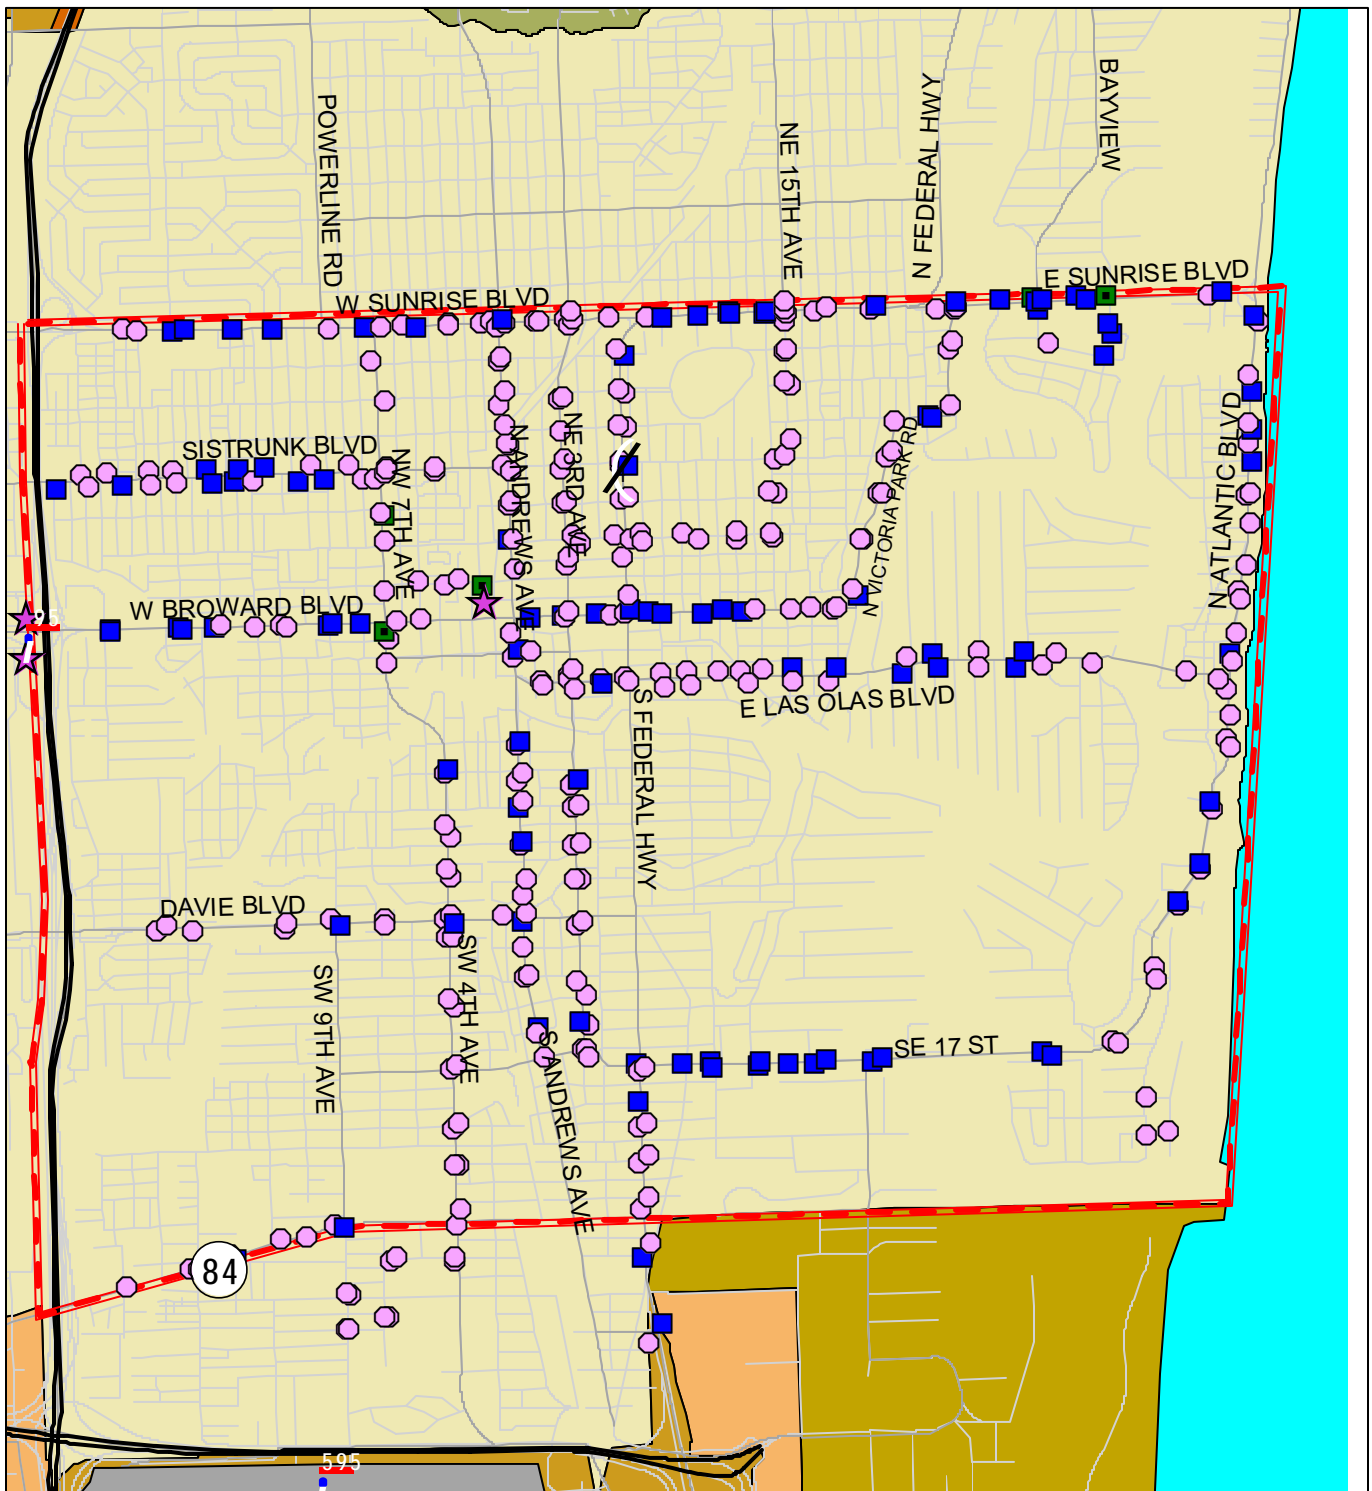 POWERLINE RD
NE 15TH AVE
N FEDERAL HWY
BAYVIEW
E SUNRISE BLVD
W SUNRISE BLVD
SISTRUNK BLVD
NW 7TH AVE
N ANDREWS AVE
NE 3RD AVE
N VICTORIA PARK RD
N ATLANTIC BLVD
W BROWARD BLVD
E LAS OLAS BLVD
S FEDERAL HWY
DAVIE BLVD
SW 9TH AVE
SW 4TH AVE
S ANDREWS AVE
SE 17 ST
84
595